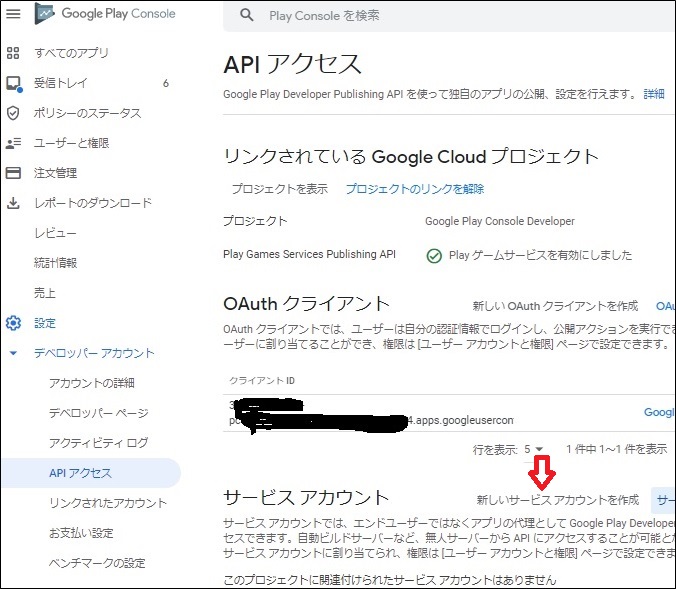 Google Play Console
Play Console を検索
すべてのアプリ
受信トレイ 6
ポリシーのステータス
ユーザーと権限
注文管理
レポートのダウンロード
レビュー
統計情報
売上
設定
デベロッパー アカウント
アカウントの詳細
デベロッパー ページ
アクティビティ ログ
API アクセス
リンクされたアカウント
お支払い設定
ベンチマークの設定
API アクセス
Google Play Developer Publishing API を使って独自のアプリの公開、設定を行えます。 詳細
リンクされている Google Cloud プロジェクト
プロジェクトを表示 プロジェクトのリンクを解除
プロジェクト Google Play Console Developer
Play Games Services Publishing API Play ゲームサービスを有効にしました
OAuth クライアント 新しい OAuth クライアントを作成 OAu
OAuth クライアントでは、ユーザーは自分の認証情報でログインし、公開アクションを実行でき
ーザーに割り当てることができ、権限は [ユーザー アカウントと権限] ページで設定できます。
クライアント ID
4.apps.googleusercon Googl
行を表示: 5 1 件中 1～1 件を表示
サービス アカウント 新しいサービス アカウントを作成 サー
サービス アカウントでは、エンドユーザーではなくアプリの代理として Google Play Develope
セスできます。自動ビルドサーバーなど、無人サーバーから API にアクセスすることが可能とな
サービス アカウントに割り当てられ、権限は [ユーザー アカウントと権限] ページで設定できま
このプロジェクトに関連付けられたサービス アカウントはありません